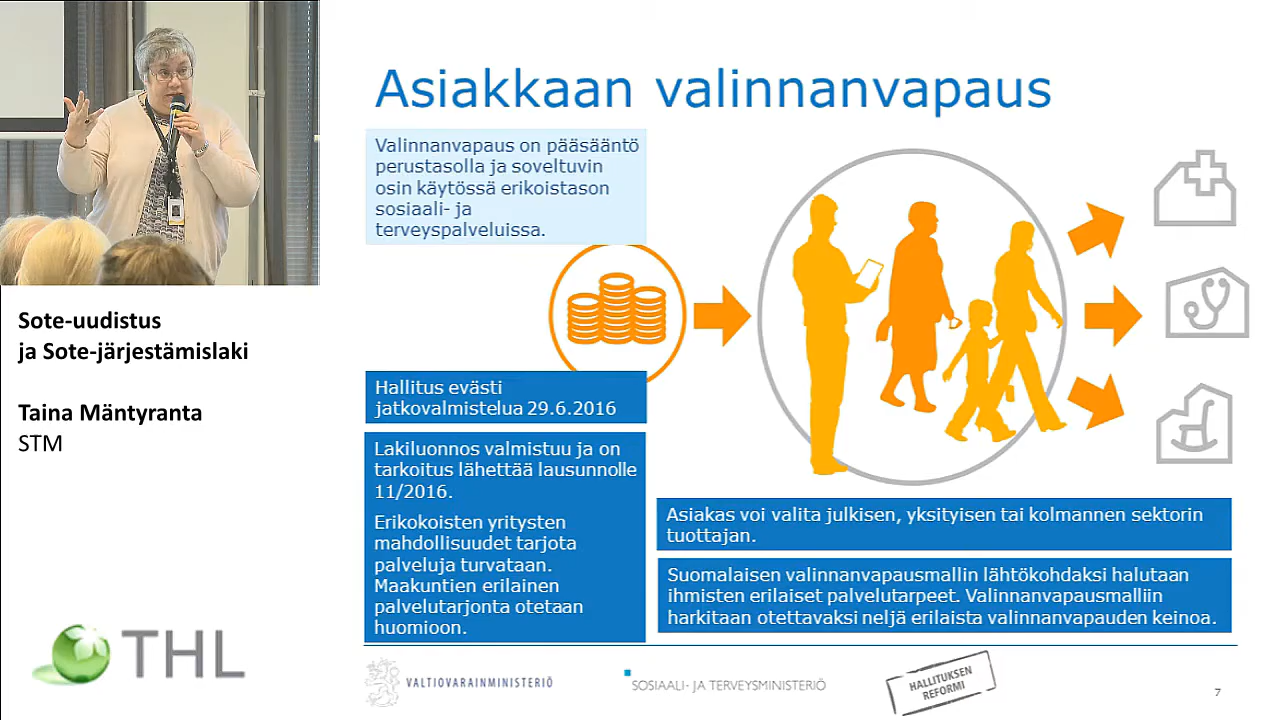 Asiakkaan valinnanvapaus
Valinnanvapaus on pääsääntö
perustasolla ja soveltuvin
osin käytössä erikoistason
sosiaali- ja
terveyspalveluissa.
Sote-uudistus
ja Sote-järjestämislaki
Taina Mäntyranta
STM
Hallitus evästi
jatkovalmistelua 29.6.2016
Lakiluonnos valmistuu ja on
tarkoitus lähettää lausunnolle
11/2016.
Erikokoisten yritysten
mahdollisuudet tarjota
palveluja turvataan.
Maakuntien erilainen
palvelutarjonta otetaan
huomioon.
Asiakas voi valita julkisen, yksityisen tai kolmannen sektorin
tuottajan.
Suomalaisen valinnanvapausmallin lähtökohdaksi halutaan
ihmisten erilaiset palvelutarpeet. Valinnanvapausmalliin
harkitaan otettavaksi neljä erilaista valinnanvapauden keinoa.
THL
VALTIOVARAINMINISTERIÖ
SOSIAALI- JA TERVEYSMINISTERIÖ
HALLITUKSEN
REFORMI
7